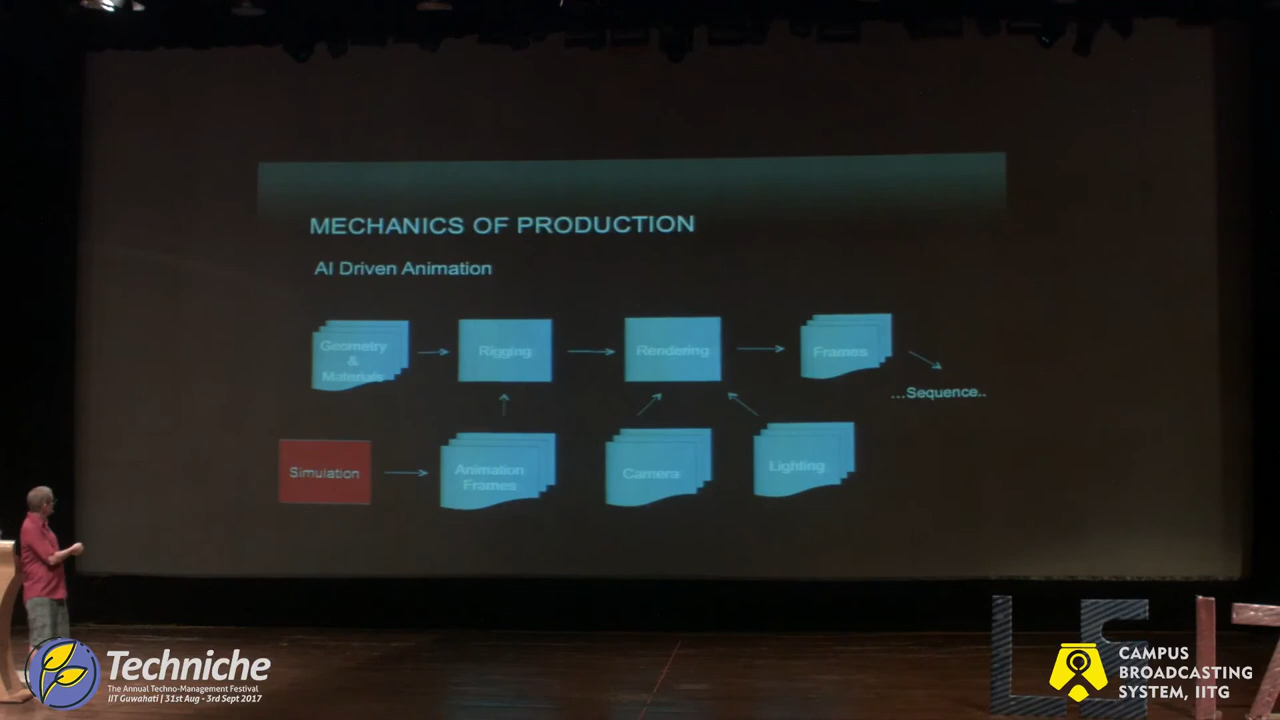 MECHANICS OF PRODUCTION
AI Driven Animation
Geometry
&
Materials
Rigging
Rendering
Frames
...Sequence..
Simulation
Animation
Frames
Camera
Lighting
LS17
Techniche
The Annual Techno-Management Festival
IIT Guwahati | 31st Aug - 3rd Sept 2017
CAMPUS
BROADCASTING
SYSTEM, IITG